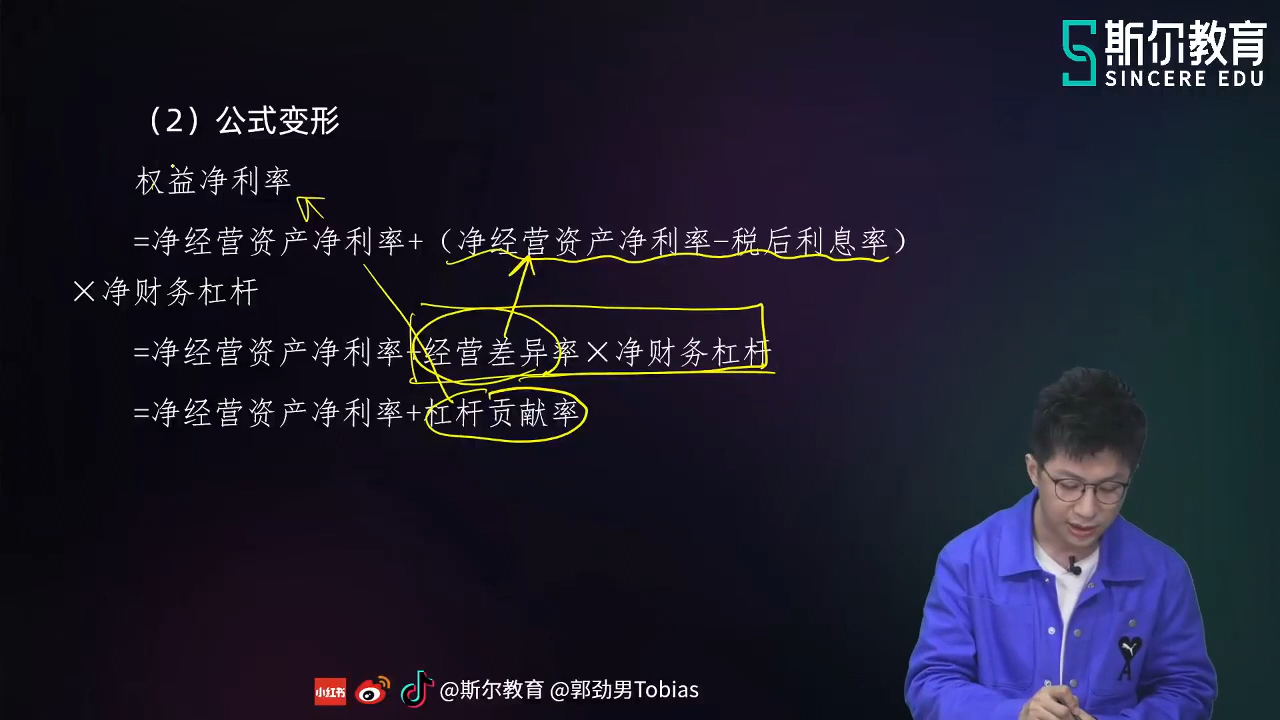 斯尔教育
SINCERE EDU
（2）公式变形
权益净利率
=净经营资产净利率+（净经营资产净利率-税后利息率）
×净财务杠杆
=净经营资产净利率+经营差异率×净财务杠杆
=净经营资产净利率+杠杆贡献率
小红书 @斯尔教育 @郭劲男Tobias